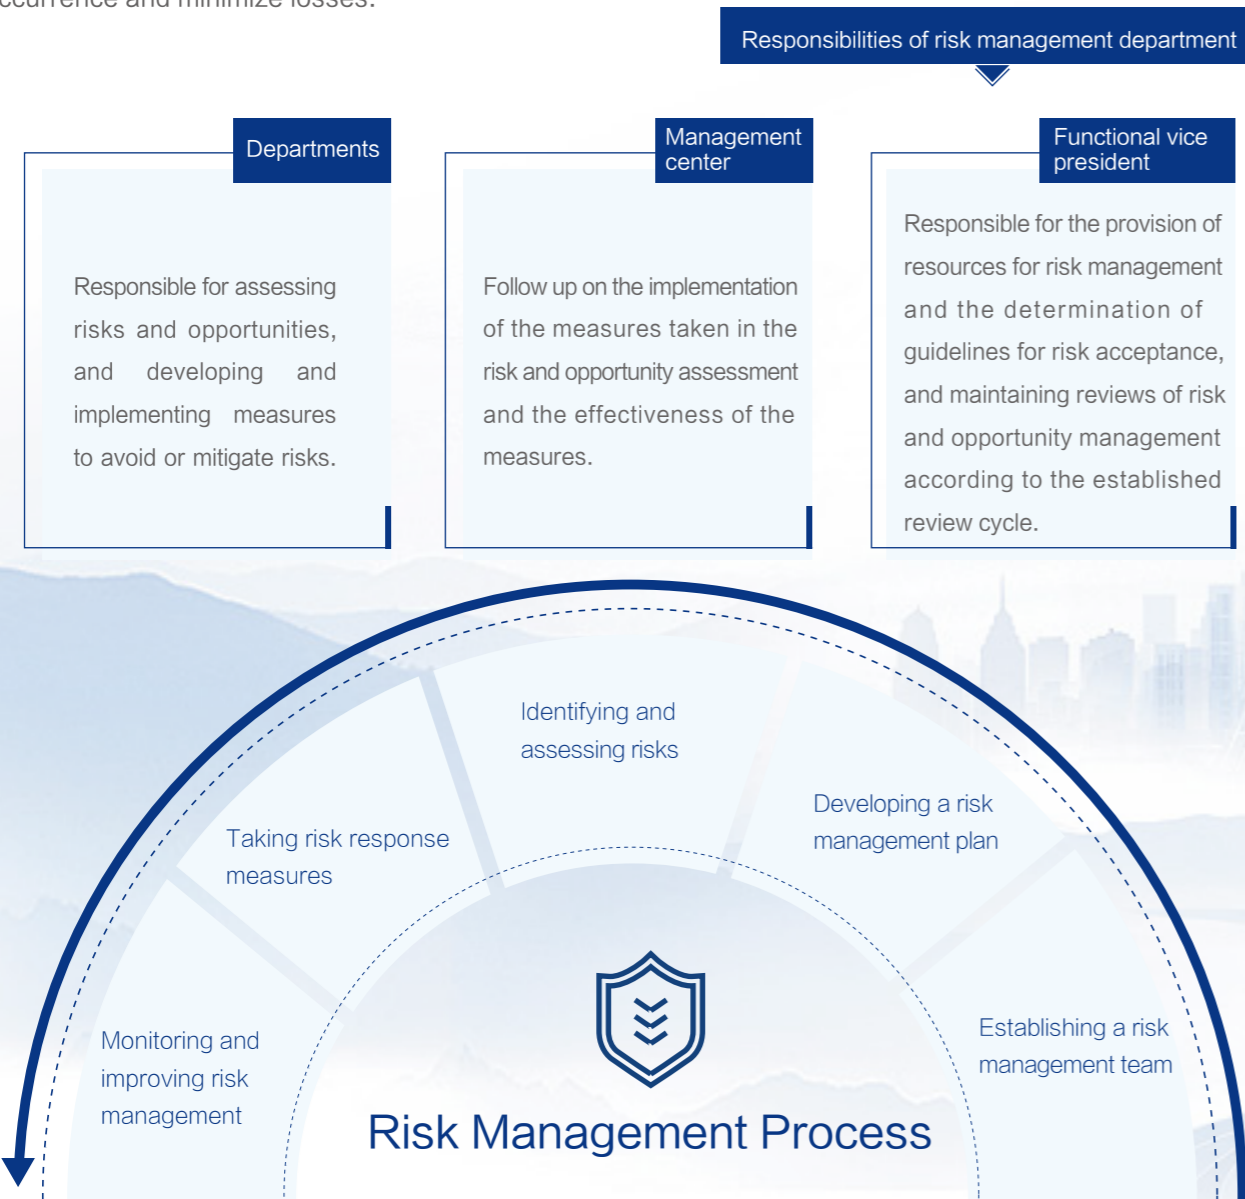 occurrence and minimize losses.
Responsibilities of risk management department
Departments
Responsible for assessing
risks and opportunities,
and developing and
implementing measures
to avoid or mitigate risks.
Management
center
Follow up on the implementation
of the measures taken in the
risk and opportunity assessment
and the effectiveness of the
measures.
Functional vice
president
Responsible for the provision of
resources for risk management
and the determination of
guidelines for risk acceptance,
and maintaining reviews of risk
and opportunity management
according to the established
review cycle.
Identifying and
assessing risks
Developing a risk
management plan
Taking risk response
measures
Establishing a risk
management team
Monitoring and
improving risk
management
Risk Management Process